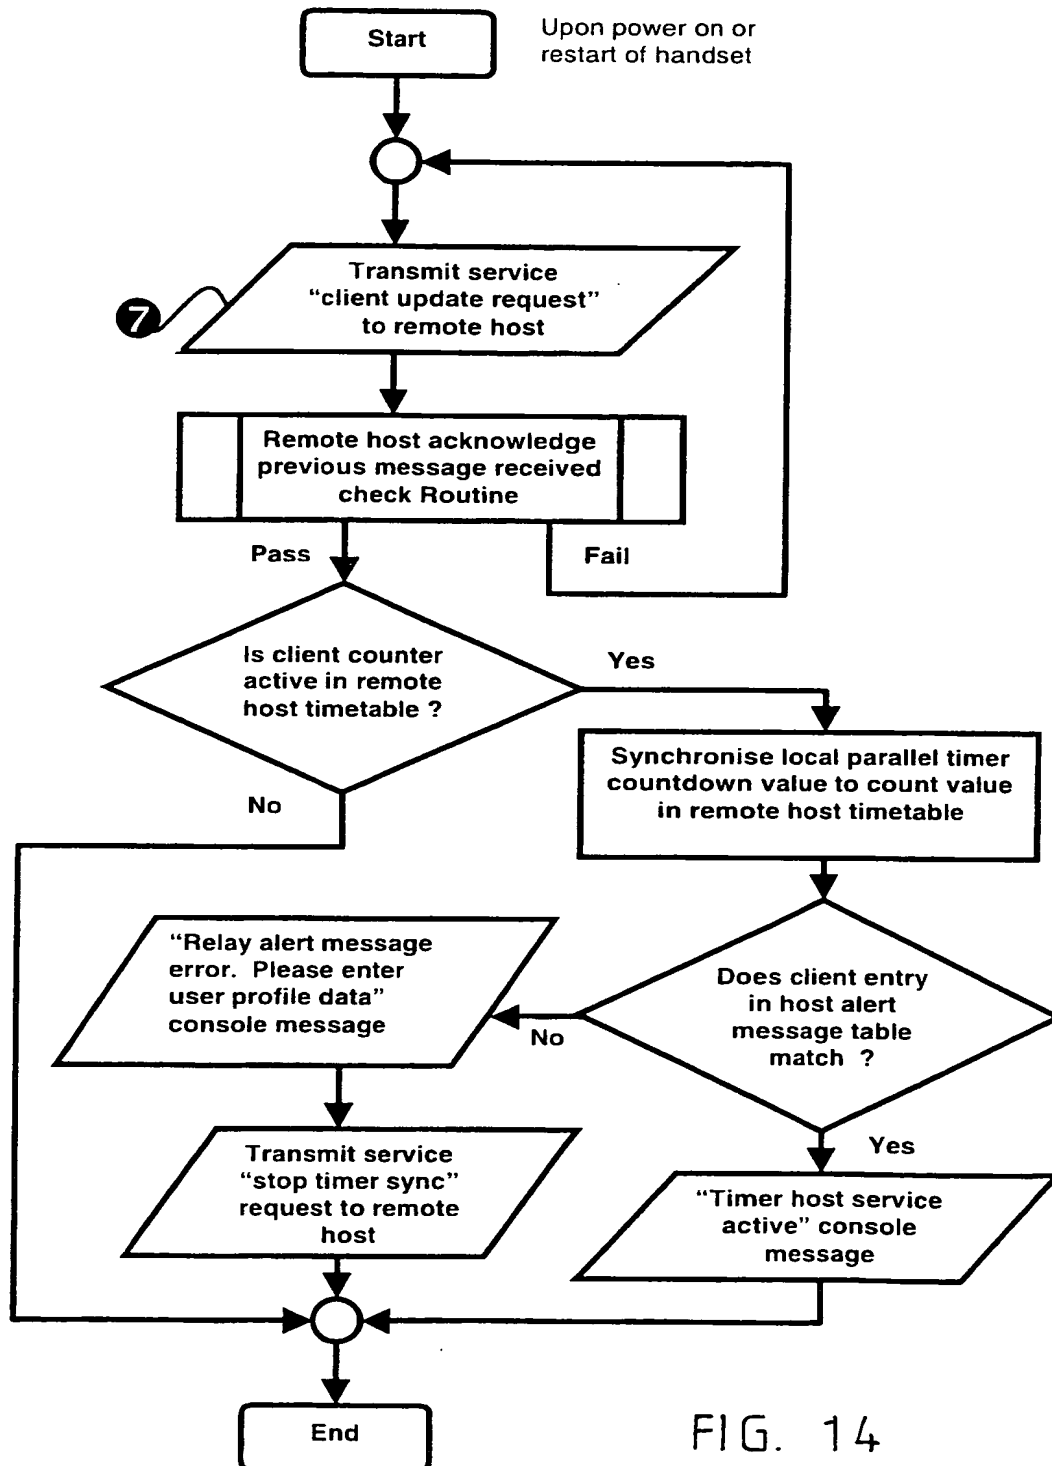 Start
Upon power on or
restart of handset
Transmit service
“client update request”
to remote host
7
Remote host acknowledge
previous message received
check Routine
Pass
Fail
Is client counter
active in remote
host timetable ?
Yes
No
Synchronise local parallel timer
countdown value to count value
in remote host timetable
“Relay alert message
error. Please enter
user profile data”
console message
Does client entry
in host alert
message table
match ?
No
Yes
Transmit service
“stop timer sync”
request to remote
host
“Timer host service
active” console
message
End
FIG. 14